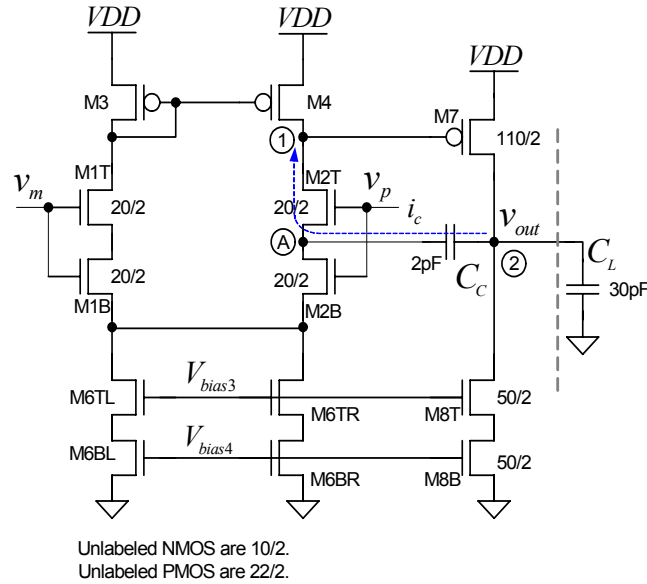 VDD
VDD
VDD
M3
M4
M7
110/2
1
M1T
M2T
v_m
20/2
20/2
v_p
i_c
v_out
A
2pF
C_C
2
C_L
30pF
20/2
20/2
M1B
M2B
M6TL
V_bias3
M6TR
M8T
50/2
M6BL
V_bias4
M6BR
M8B
50/2
Unlabeled NMOS are 10/2.
Unlabeled PMOS are 22/2.